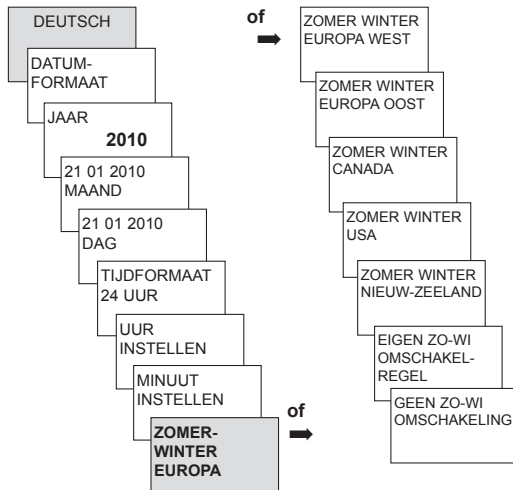 DEUTSCH
DATUM-
FORMAAT
JAAR
2010
21 01 2010
MAAND
21 01 2010
DAG
TIJDFORMAAT
24 UUR
UUR
INSTELLEN
MINUUT
INSTELLEN
ZOMER-
WINTER
EUROPA
of
of
ZOMER WINTER
EUROPA WEST
ZOMER WINTER
EUROPA OOST
ZOMER WINTER
CANADA
ZOMER WINTER
USA
ZOMER WINTER
NIEUW-ZEELAND
EIGEN ZO-WI
OMSCHAKEL-
REGEL
GEEN ZO-WI
OMSCHAKELING